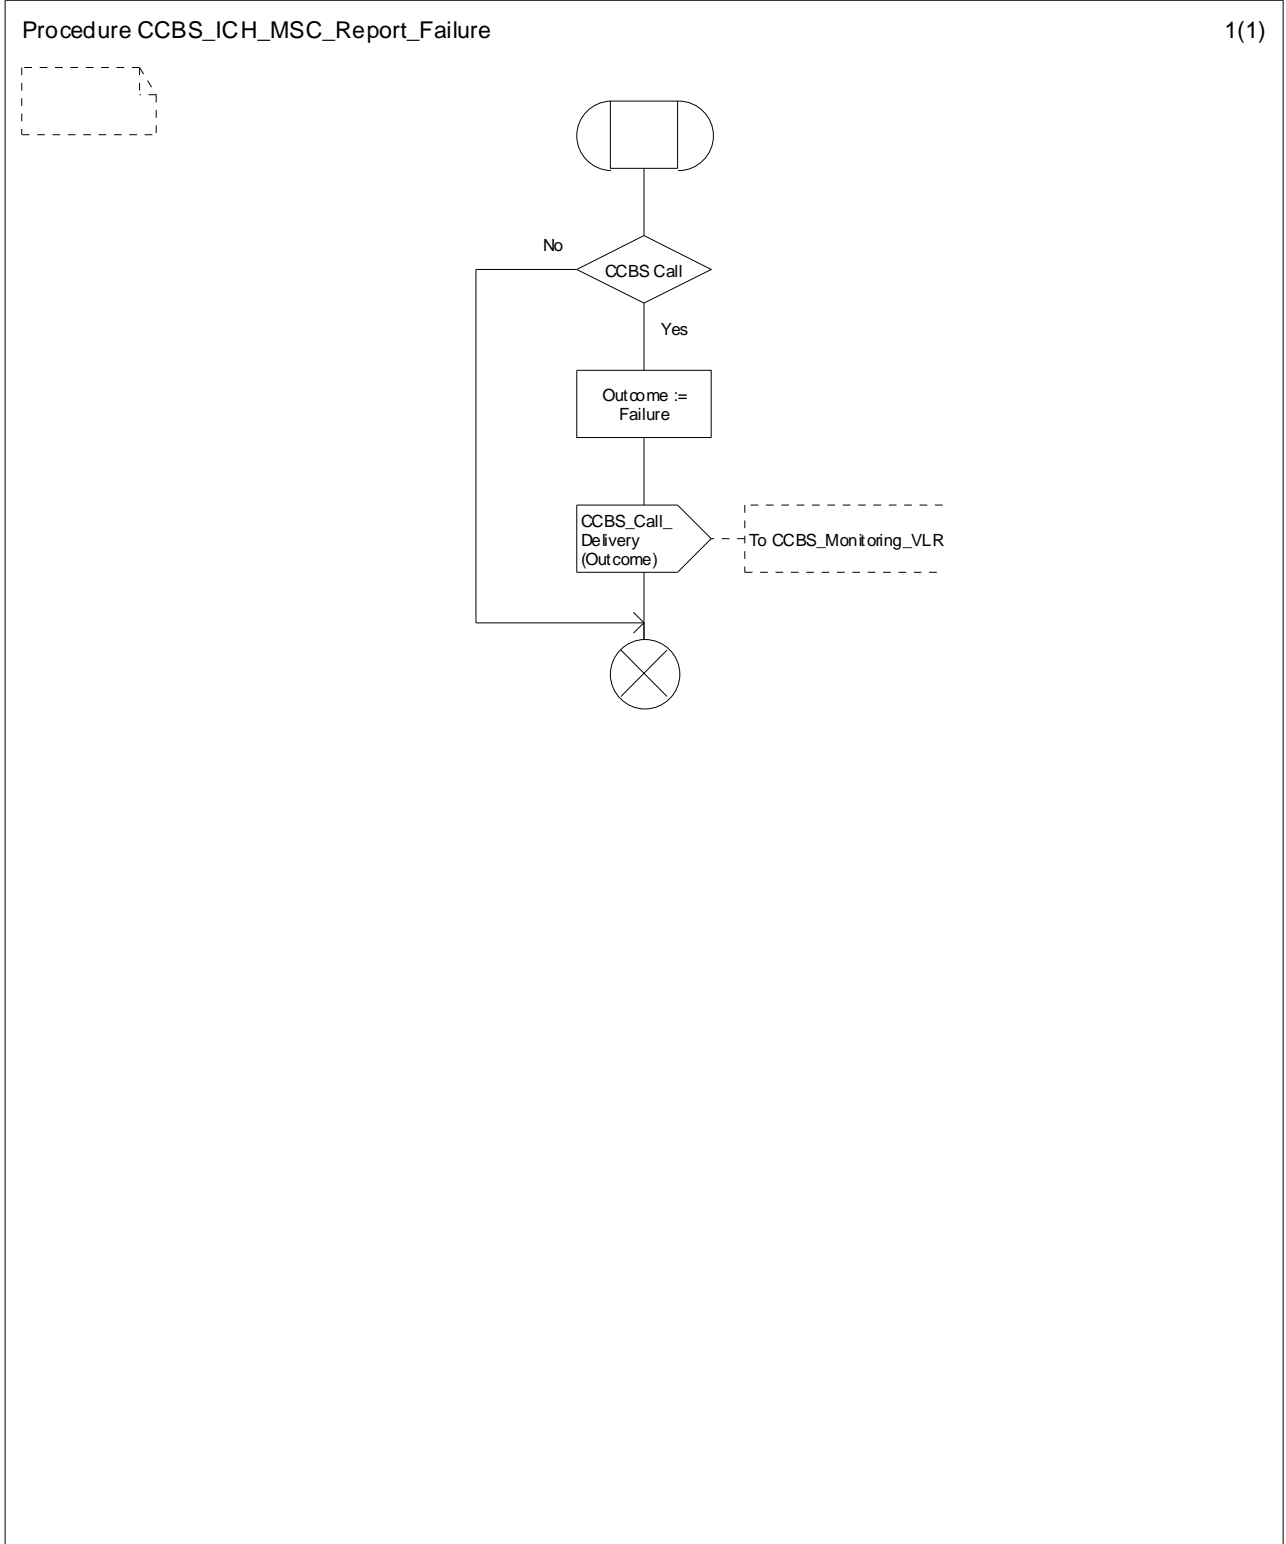 Procedure CCBS_ICH_MSC_Report_Failure
1(1)
No
CCBS Call
Yes
Outcome :=
Failure
CCBS_Call_
Delivery
(Outcome)
To CCBS_Monitoring_VLR